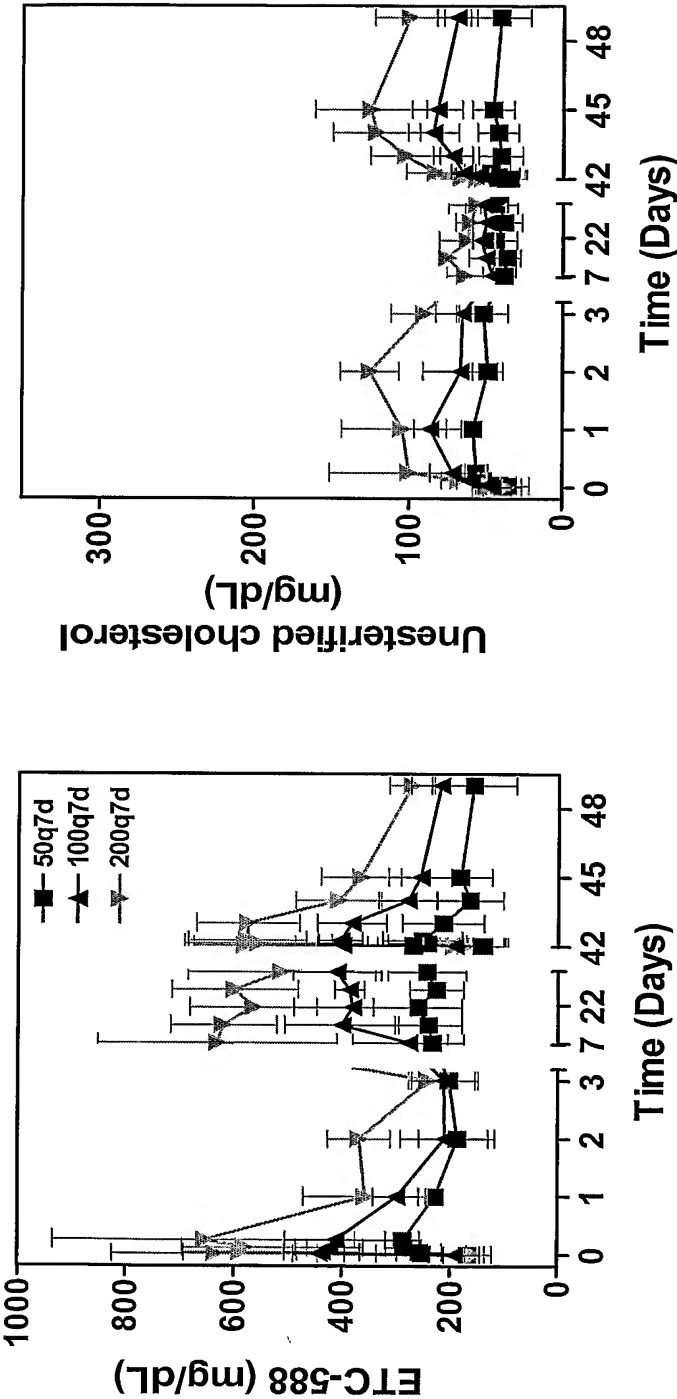 ETC-588 (mg/dL)
1000
800
600
400
200
50q7d
100q7d
200q7d
0 1 2 3 7 22 42 45 48
Time (Days)
Unesterified cholesterol
(mg/dL)
300
200
100
0
0 1 2 3 7 22 42 45 48
Time (Days)